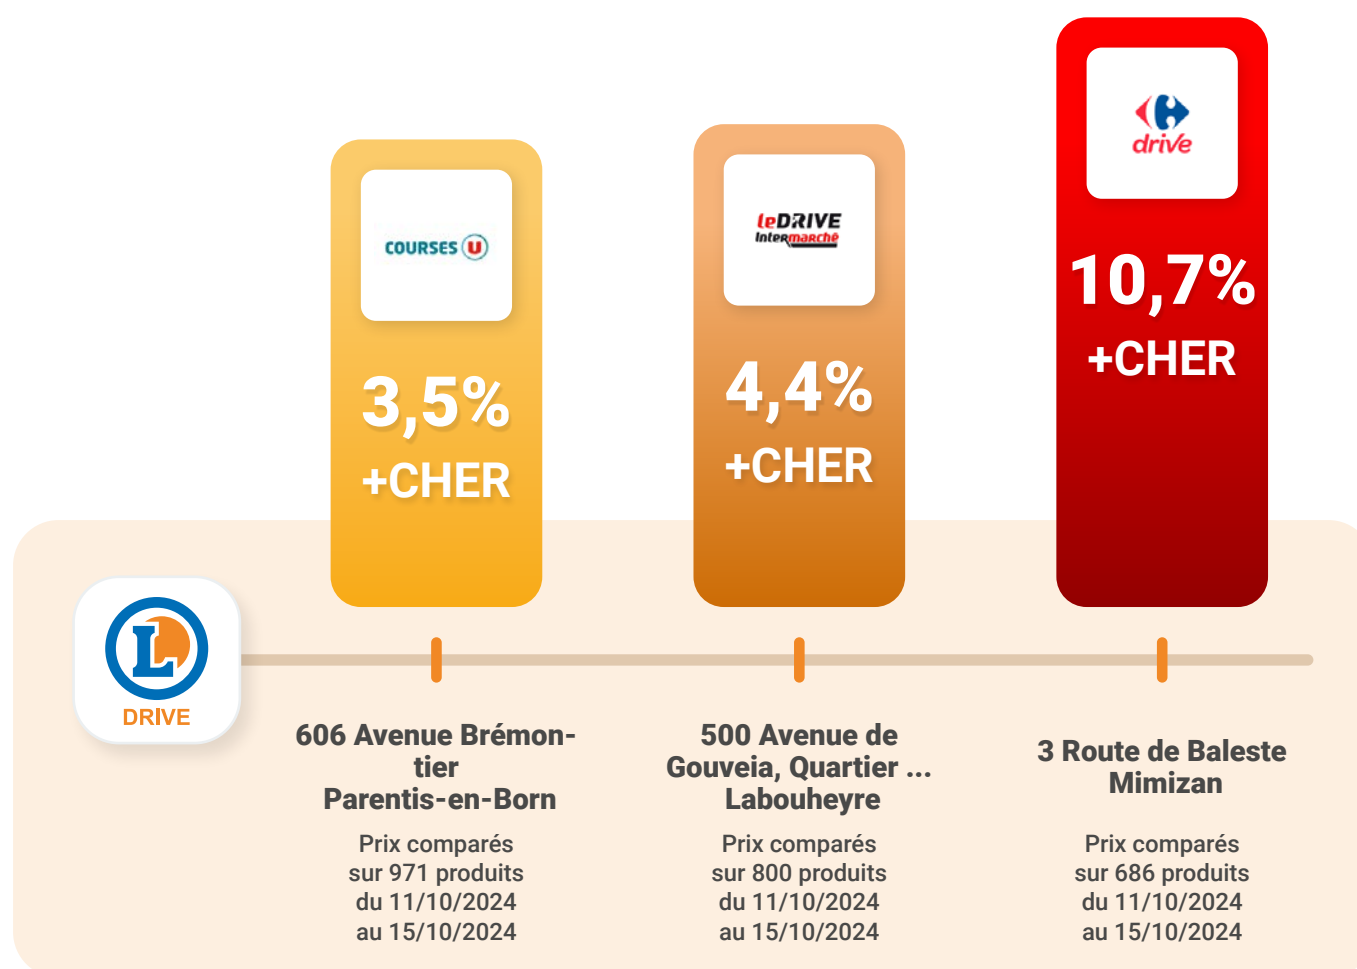 COURSES U
3,5%
+CHER
leDRIVE
Intermarché
4,4%
+CHER
drive
10,7%
+CHER
L
DRIVE
606 Avenue Brémon-
tier
Parentis-en-Born
Prix comparés
sur 971 produits
du 11/10/2024
au 15/10/2024
500 Avenue de
Gouveia, Quartier ...
Labouheyre
Prix comparés
sur 800 produits
du 11/10/2024
au 15/10/2024
3 Route de Baleste
Mimizan
Prix comparés
sur 686 produits
du 11/10/2024
au 15/10/2024